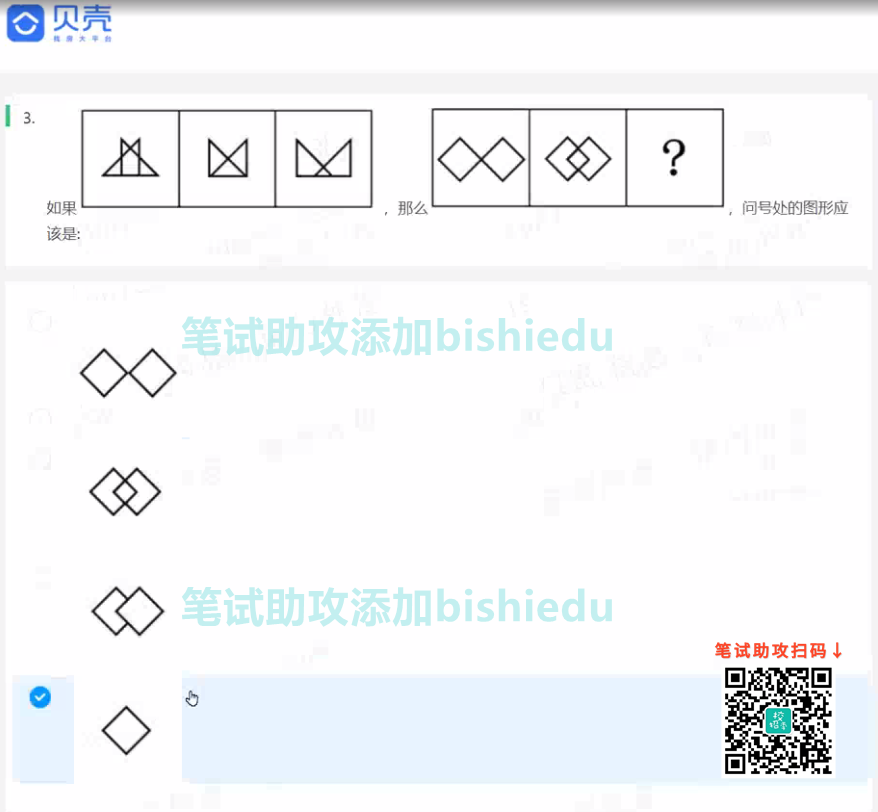 贝壳
找房大平台
3.
?
如果
，那么
，问号处的图形应
该是:
笔试助攻添加bishiedu
笔试助攻添加bishiedu
笔试助攻扫码↓